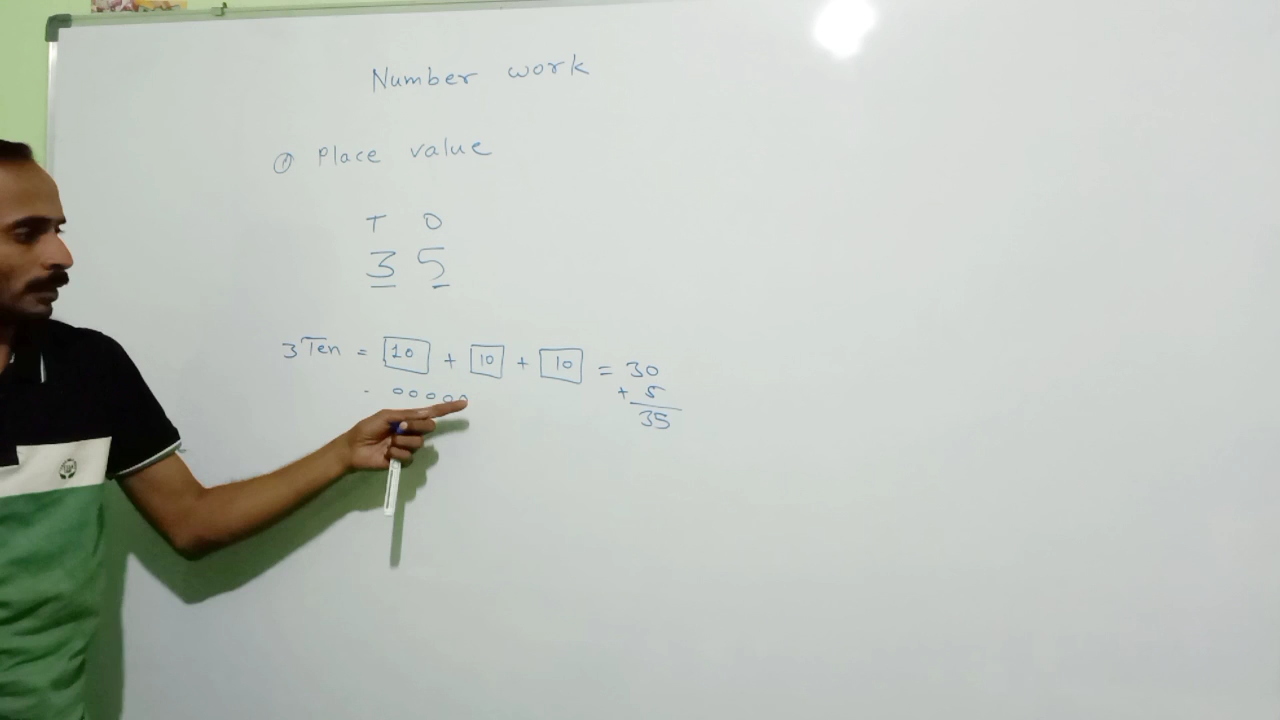 Number work
① Place value
T O
3 5
3 Ten = 10 + 10 + 10 = 30
+ 5
35